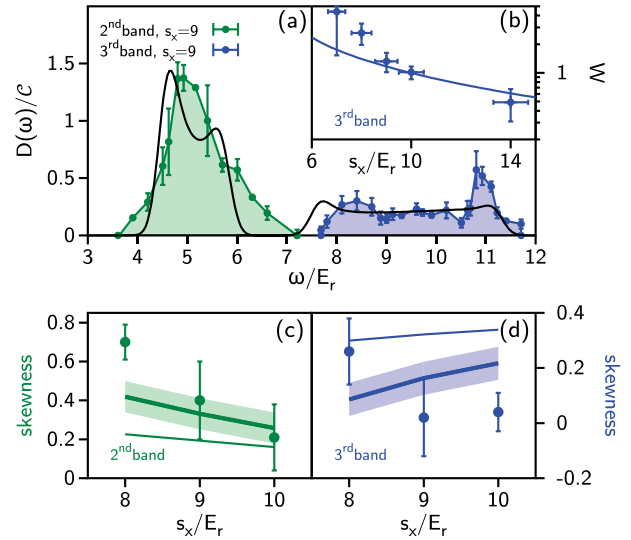 (a)
2ndband, sx=9
3rdband, sx=9
D(ω)/C
1.5
1
0.5
0
3 4 5 6 7 8 9 10 11 12
ω/Er
(b)
1
W
3rdband
6 10 14
sx/Er
(c)
skewness
0.8
0.6
0.4
0.2
0
2ndband
8 9 10
sx/Er
(d)
0.4
0.2
0
-0.2
skewness
3rdband
8 9 10
sx/Er